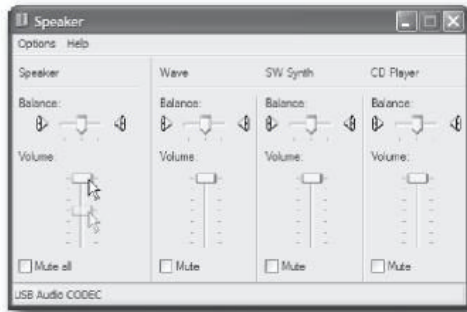 Speaker
Options Help
Speaker Wave SW Synth CD Player
Balance: Balance: Balance: Balance:
Volume: Volume: Volume: Volume:
Mute all Mute Mute Mute
USB Audio CODEC